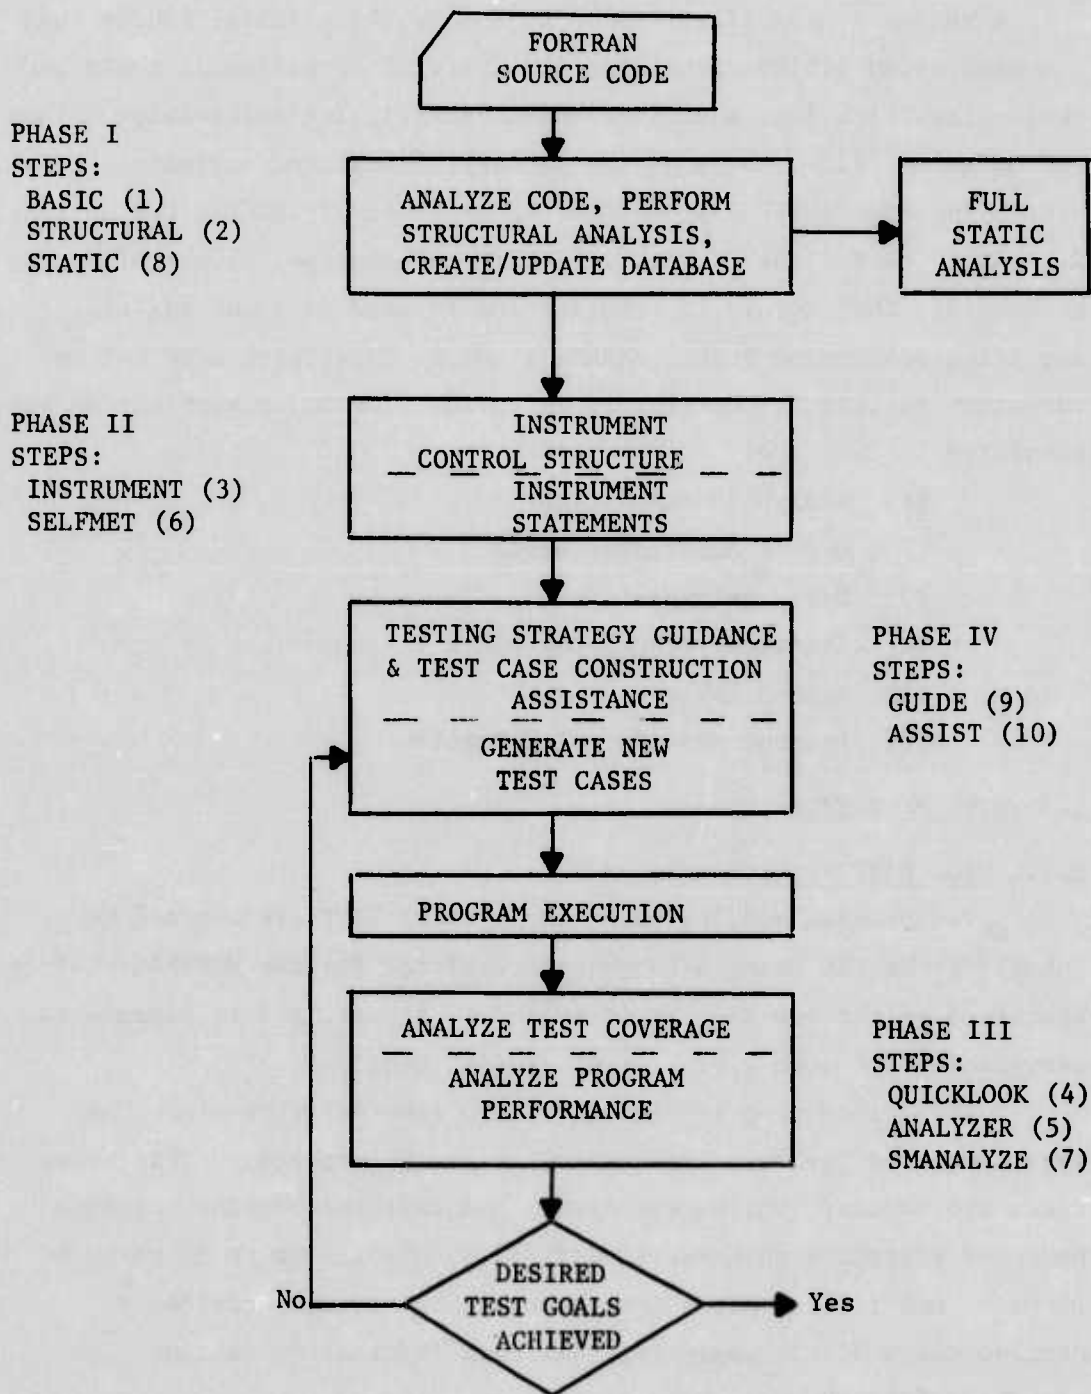 FORTRAN
SOURCE CODE
PHASE I
STEPS:
BASIC (1)
STRUCTURAL (2)
STATIC (8)
ANALYZE CODE, PERFORM
STRUCTURAL ANALYSIS,
CREATE/UPDATE DATABASE
FULL
STATIC
ANALYSIS
PHASE II
STEPS:
INSTRUMENT (3)
SELFMET (6)
INSTRUMENT
CONTROL STRUCTURE
INSTRUMENT
STATEMENTS
TESTING STRATEGY GUIDANCE
& TEST CASE CONSTRUCTION
ASSISTANCE
GENERATE NEW
TEST CASES
PHASE IV
STEPS:
GUIDE (9)
ASSIST (10)
PROGRAM EXECUTION
ANALYZE TEST COVERAGE
ANALYZE PROGRAM
PERFORMANCE
PHASE III
STEPS:
QUICKLOOK (4)
ANALYZER (5)
SMANALYZE (7)
DESIRED
TEST GOALS
ACHIEVED
No
Yes